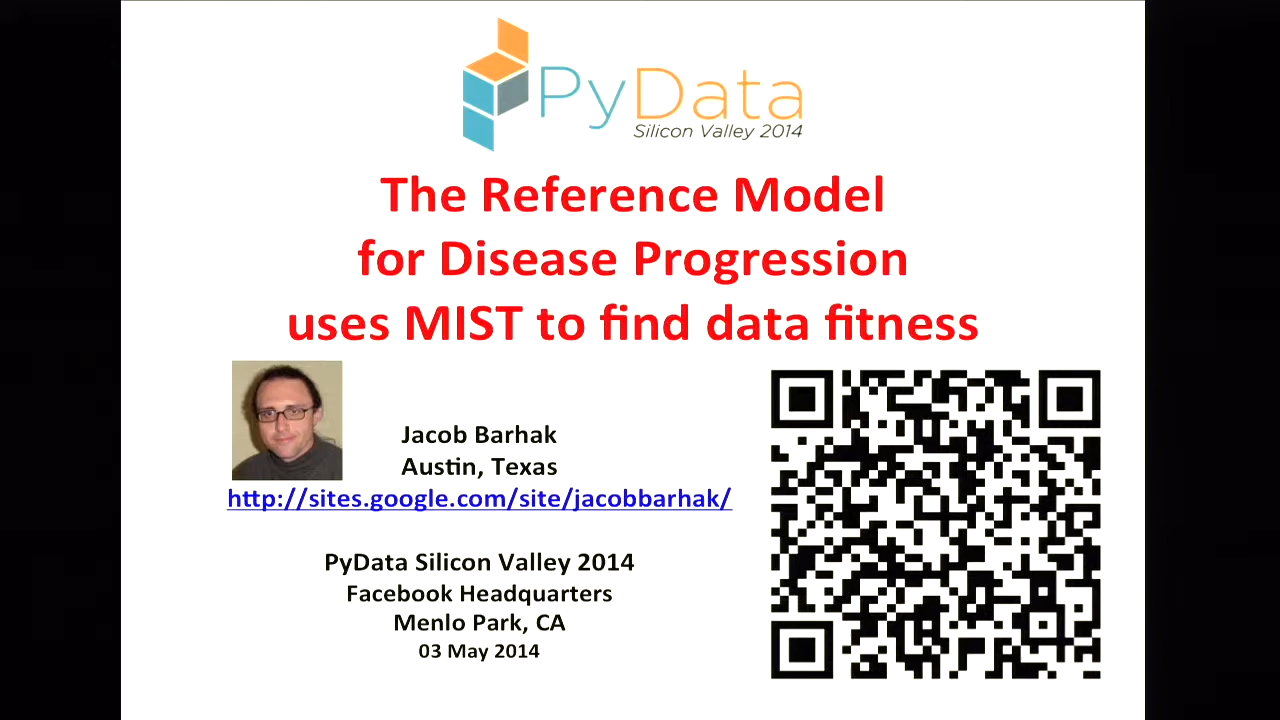 PyData
Silicon Valley 2014
The Reference Model
for Disease Progression
uses MIST to find data fitness
Jacob Barhak
Austin, Texas
http://sites.google.com/site/jacobbarhak/
PyData Silicon Valley 2014
Facebook Headquarters
Menlo Park, CA
03 May 2014